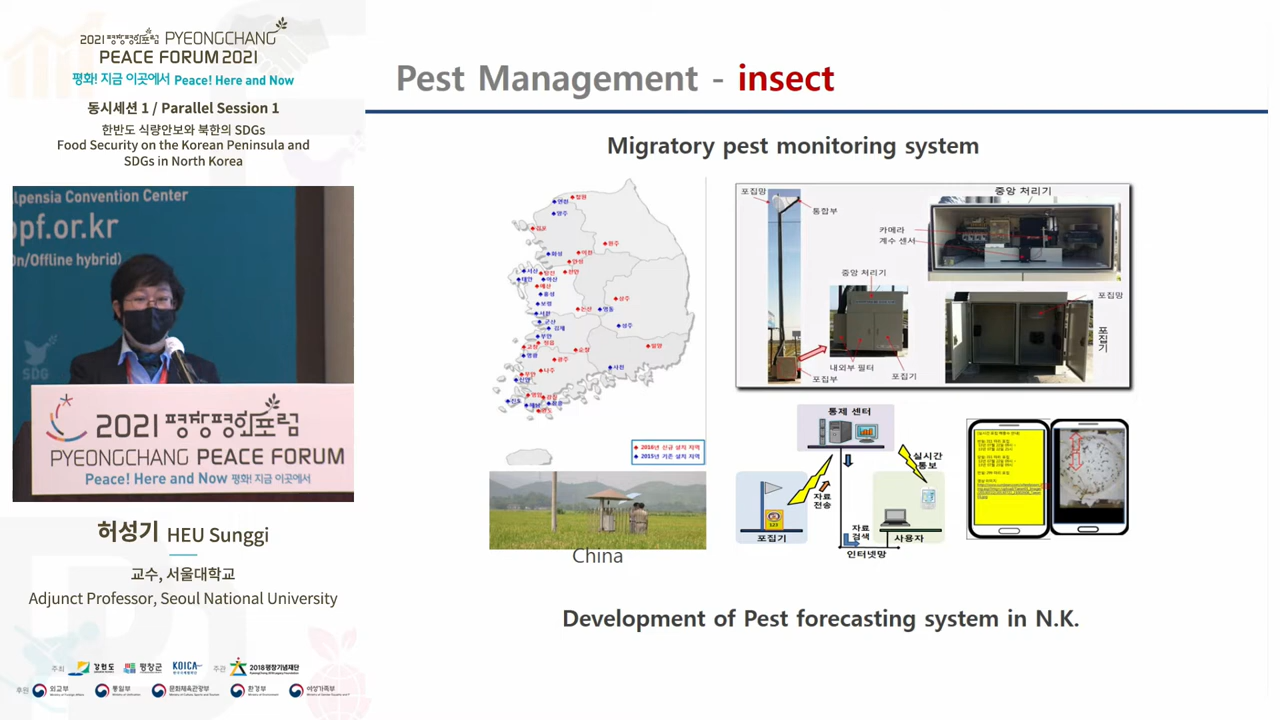 2021 평창평화포럼 PYEONGCHANG
PEACE FORUM 2021
평화! 지금 이곳에서 Peace! Here and Now
동시세션 1 / Parallel Session 1
한반도 식량안보와 북한의 SDGs
Food Security on the Korean Peninsula and
SDGs in North Korea
Alpensia Convention Center
ppf.or.kr
On/Offline hybrid)
SDG
2021 평창평화포럼
PYEONGCHANG PEACE FORUM
Peace! Here and Now 평화! 지금 이곳에서
허성기 HEU Sunggi
교수, 서울대학교
Adjunct Professor, Seoul National University
주최 강원도 평창군 KOICA 주관 2018평창기념재단
후원 외교부 통일부 문화체육관광부 환경부 여성가족부
Pest Management - insect
Migratory pest monitoring system
2016년 신규 설치 지역
2015년 기존 설치 지역
China
포집망
통합부
중앙 처리기
카메라
계수 센서
중앙 처리기
포집망
포집기
내외부 필터
포집부
포집기
통제 센터
실시간
통보
자료
전송
123
포집기
자료
검색
사용자
인터넷망
Development of Pest forecasting system in N.K.